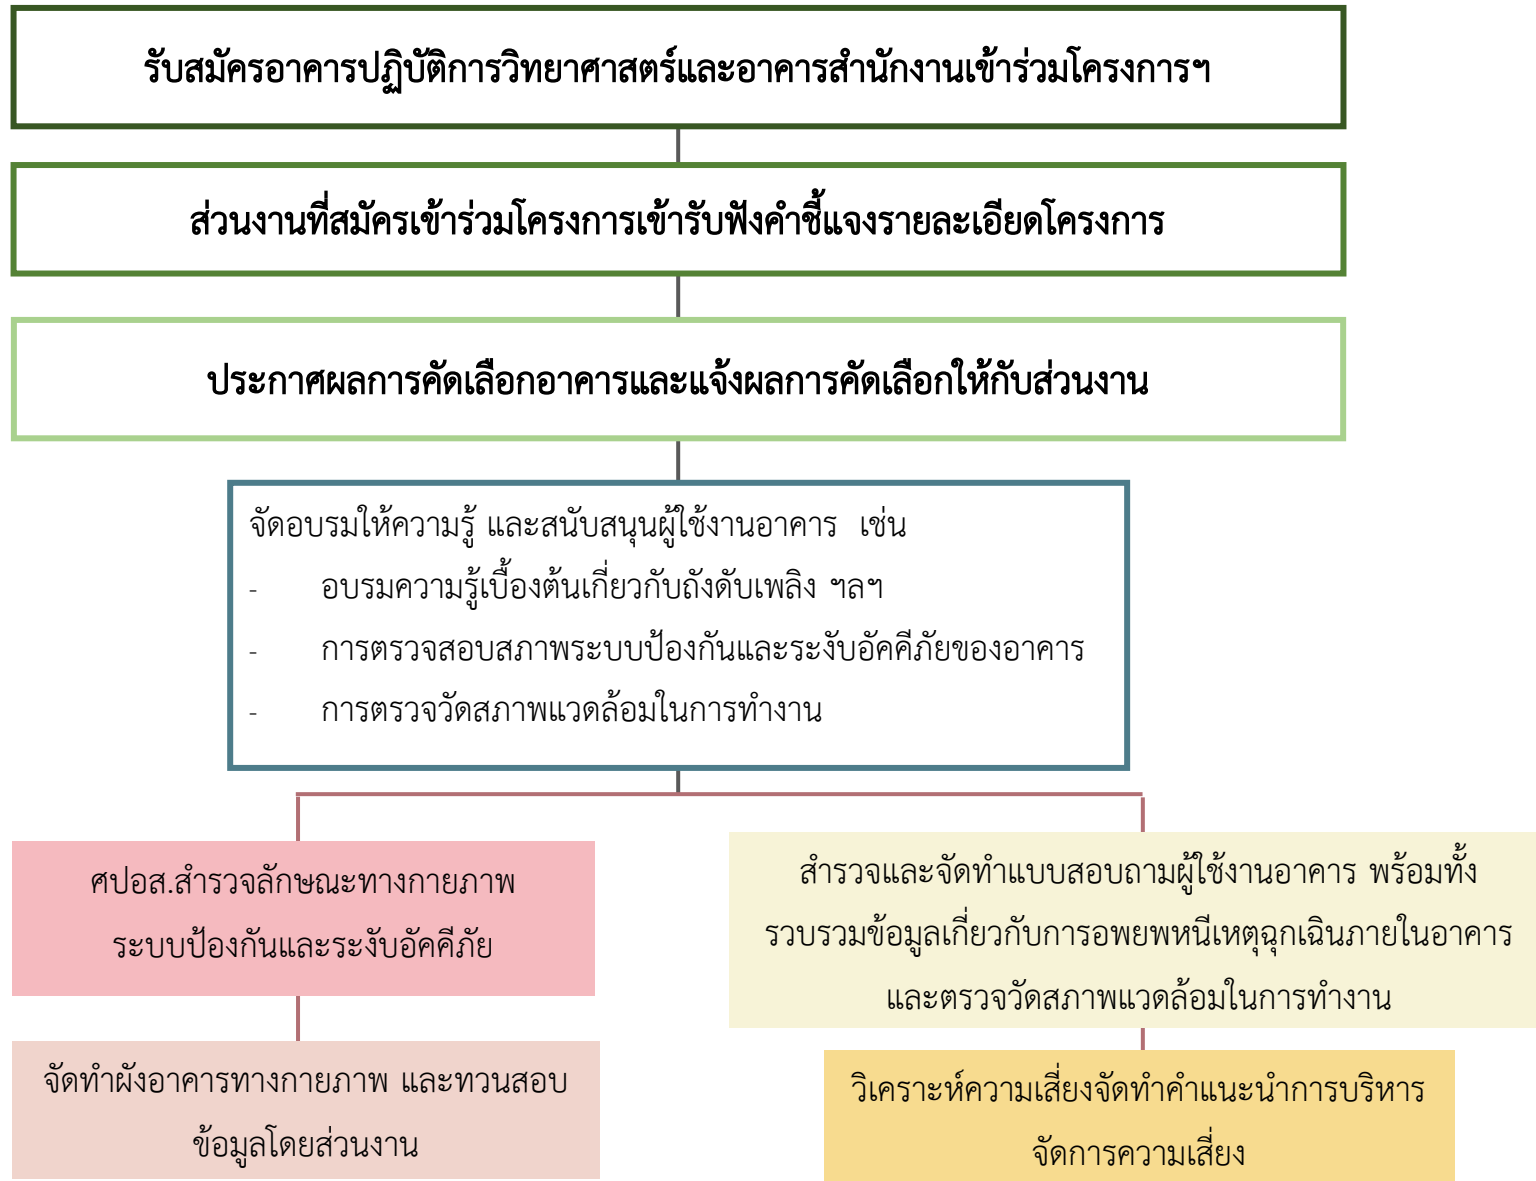 รับสมัครอาคารปฏิบัติการวิทยาศาสตร์และอาคารสำนักงานเข้าร่วมโครงการฯ
ส่วนงานที่สมัครเข้าร่วมโครงการเข้ารับฟังคำชี้แจงรายละเอียดโครงการ
ประกาศผลการคัดเลือกอาคารและแจ้งผลการคัดเลือกให้กับส่วนงาน
จัดอบรมให้ความรู้ และสนับสนุนผู้ใช้งานอาคาร เช่น
- อบรมความรู้เบื้องต้นเกี่ยวกับถังดับเพลิง ฯลฯ
- การตรวจสอบสภาพระบบป้องกันและระงับอัคคีภัยของอาคาร
- การตรวจวัดสภาพแวดล้อมในการทำงาน
ศปอส.สำรวจลักษณะทางกายภาพ
ระบบป้องกันและระงับอัคคีภัย
จัดทำผังอาคารทางกายภาพ และทวนสอบ
ข้อมูลโดยส่วนงาน
สำรวจและจัดทำแบบสอบถามผู้ใช้งานอาคาร พร้อมทั้ง
รวบรวมข้อมูลเกี่ยวกับการอพยพหนีเหตุฉุกเฉินภายในอาคาร
และตรวจวัดสภาพแวดล้อมในการทำงาน
วิเคราะห์ความเสี่ยงจัดทำคำแนะนำการบริหาร
จัดการความเสี่ยง